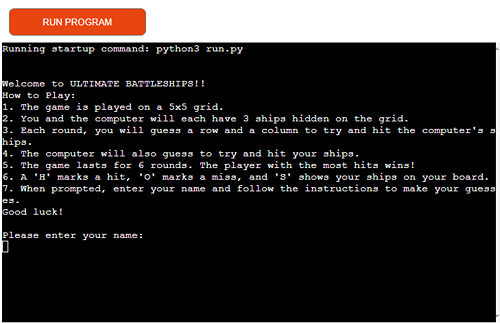 RUN PROGRAM
Running startup command: python3 run.py
Welcome to ULTIMATE BATTLESHIPS!!
How to Play:
1. The game is played on a 5x5 grid.
2. You and the computer will each have 3 ships hidden on the grid.
3. Each round, you will guess a row and a column to try and hit the computer's s
hips.
4. The computer will also guess to try and hit your ships.
5. The game lasts for 6 rounds. The player with the most hits wins!
6. A 'H' marks a hit, 'O' marks a miss, and 'S' shows your ships on your board.
7. When prompted, enter your name and follow the instructions to make your guess
es.
Good luck!
Please enter your name: